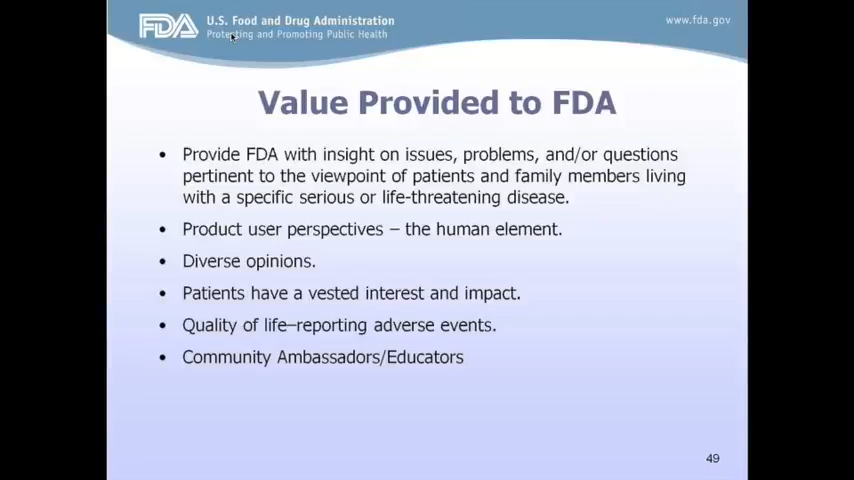 FDA U.S. Food and Drug Administration
Protecting and Promoting Public Health
www.fda.gov
Value Provided to FDA
• Provide FDA with insight on issues, problems, and/or questions
pertinent to the viewpoint of patients and family members living
with a specific serious or life-threatening disease.
• Product user perspectives – the human element.
• Diverse opinions.
• Patients have a vested interest and impact.
• Quality of life–reporting adverse events.
• Community Ambassadors/Educators
49